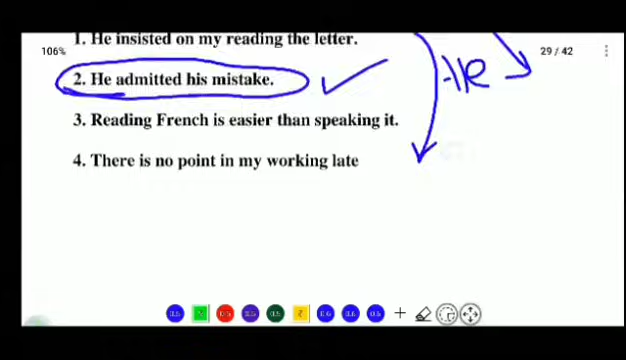 1. He insisted on my reading the letter.
106%
29 / 42
2. He admitted his mistake.
3. Reading French is easier than speaking it.
4. There is no point in my working late